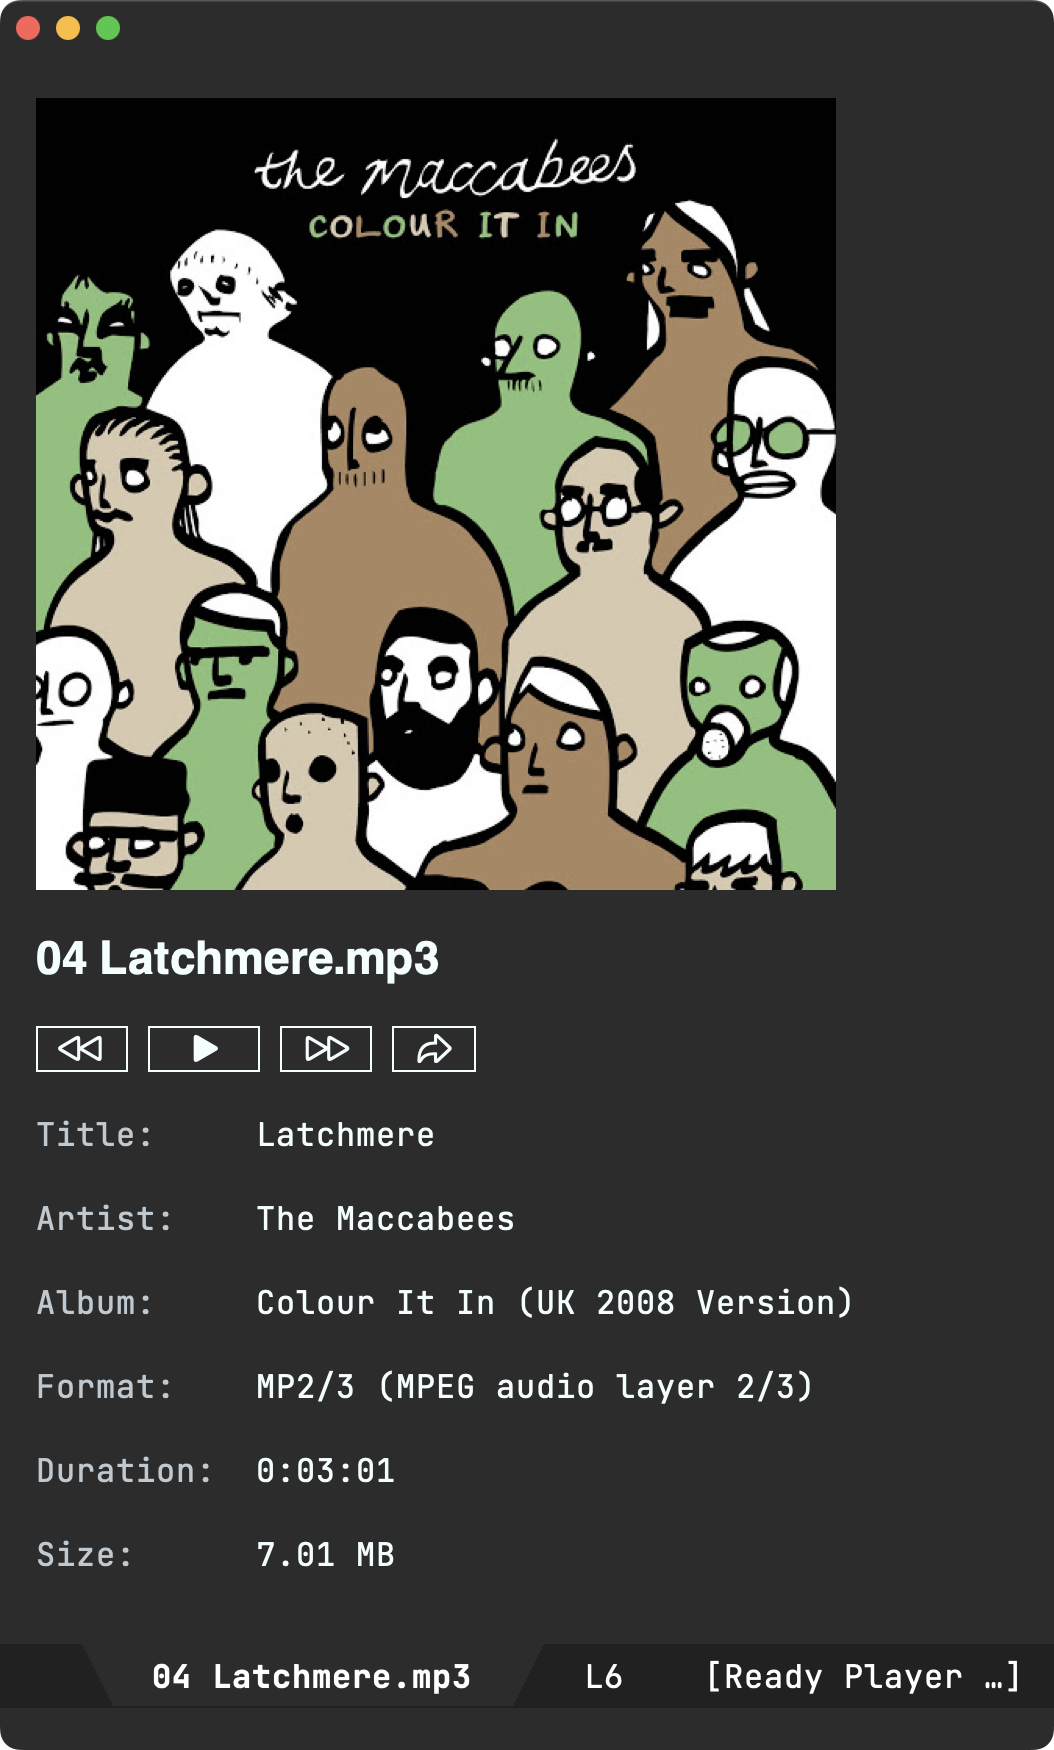 the maccabees
COLOUR IT IN
04 Latchmere.mp3
Title: Latchmere
Artist: The Maccabees
Album: Colour It In (UK 2008 Version)
Format: MP2/3 (MPEG audio layer 2/3)
Duration: 0:03:01
Size: 7.01 MB
04 Latchmere.mp3 L6 [Ready Player …]